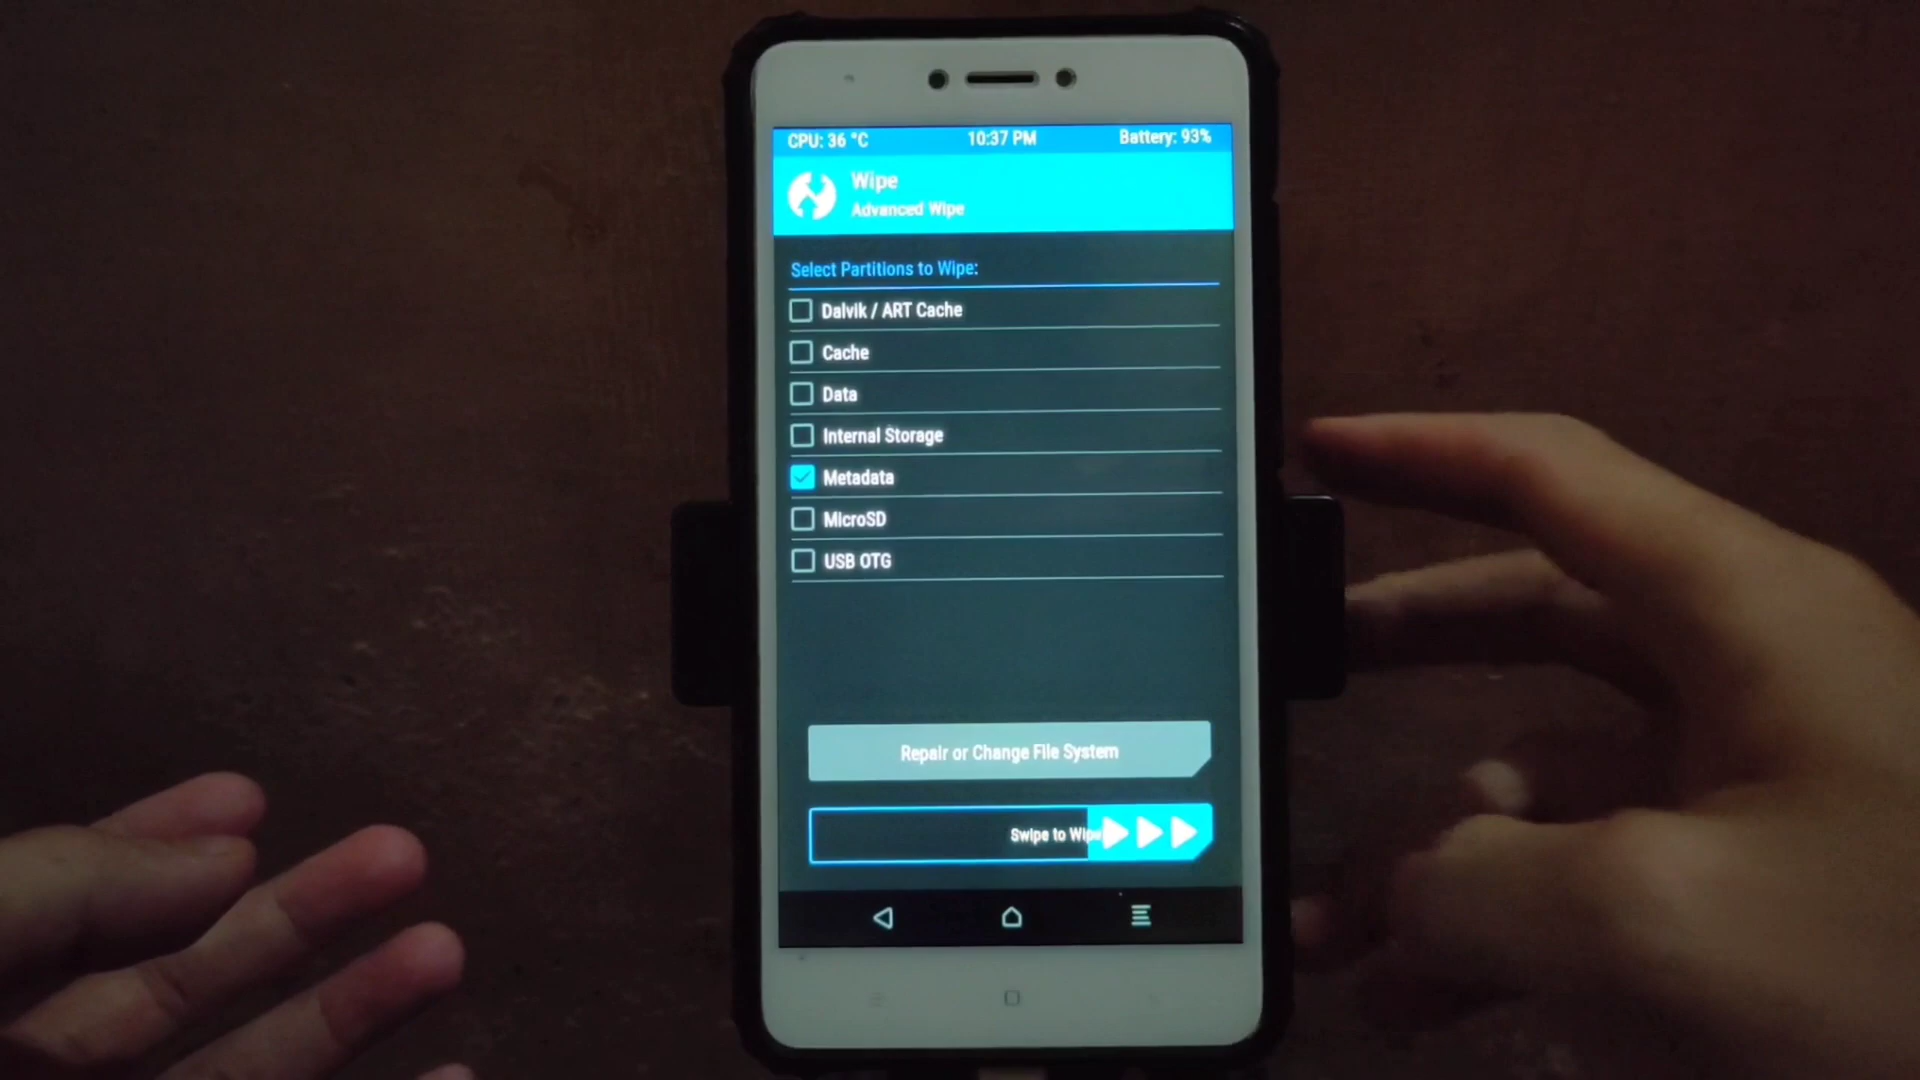 CPU: 36 °C 10:37 PM Battery: 93%
Wipe
Advanced Wipe
Select Partitions to Wipe:
Dalvik / ART Cache
Cache
Data
Internal Storage
Metadata
MicroSD
USB OTG
Repair or Change File System
Swipe to Wipe